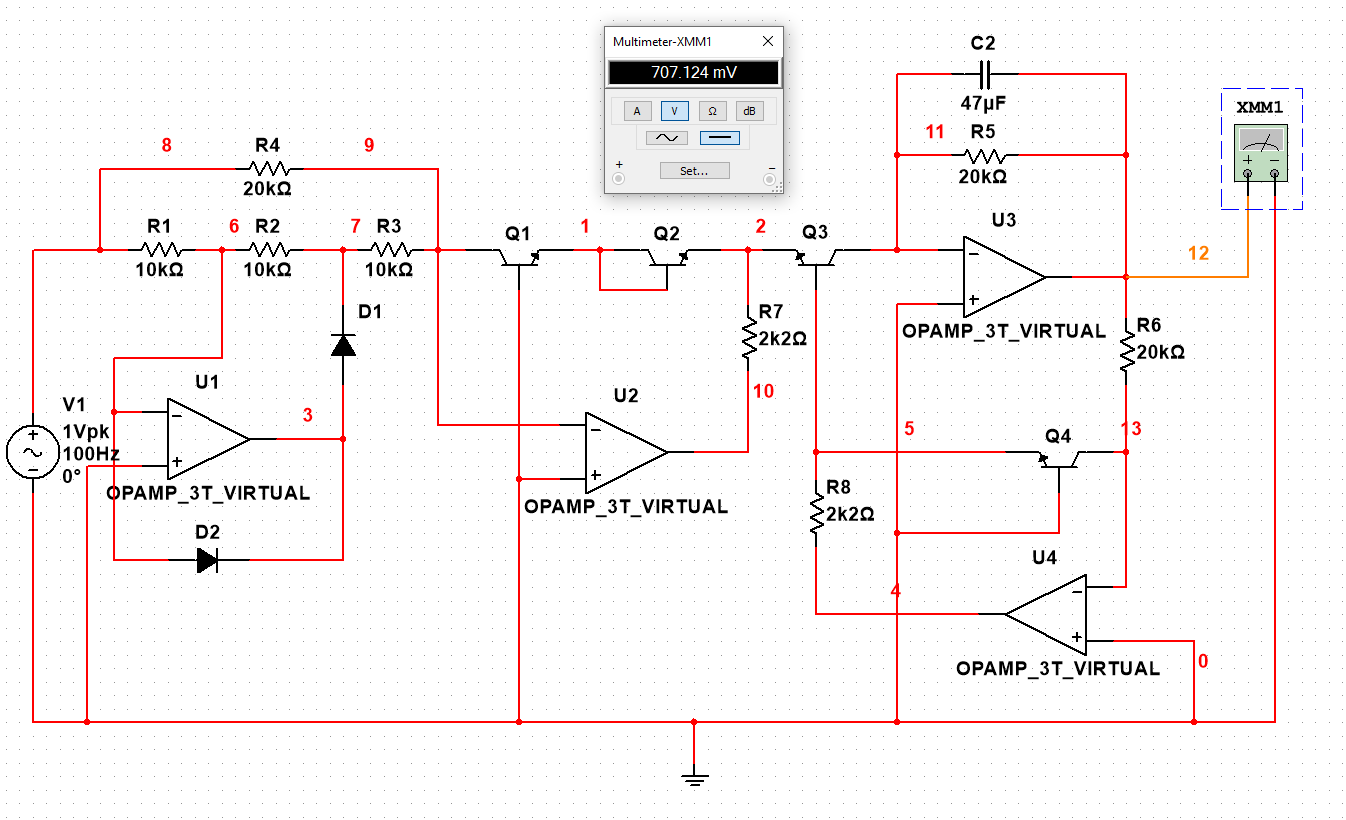 Multimeter-XMM1
707.124 mV
A
V
Ω
dB
+
−
Set...
C2
47µF
XMM1
+ −
8
R4
9
20kΩ
11
R5
20kΩ
R1
6
R2
7
R3
10kΩ
10kΩ
10kΩ
Q1
1
Q2
2
Q3
U3
−
+
OPAMP_3T_VIRTUAL
12
D1
R7
2k2Ω
R6
20kΩ
U1
−
+
3
OPAMP_3T_VIRTUAL
V1
1Vpk
100Hz
0°
+
−
U2
−
+
10
OPAMP_3T_VIRTUAL
5
Q4
13
R8
2k2Ω
D2
U4
−
+
4
OPAMP_3T_VIRTUAL
0